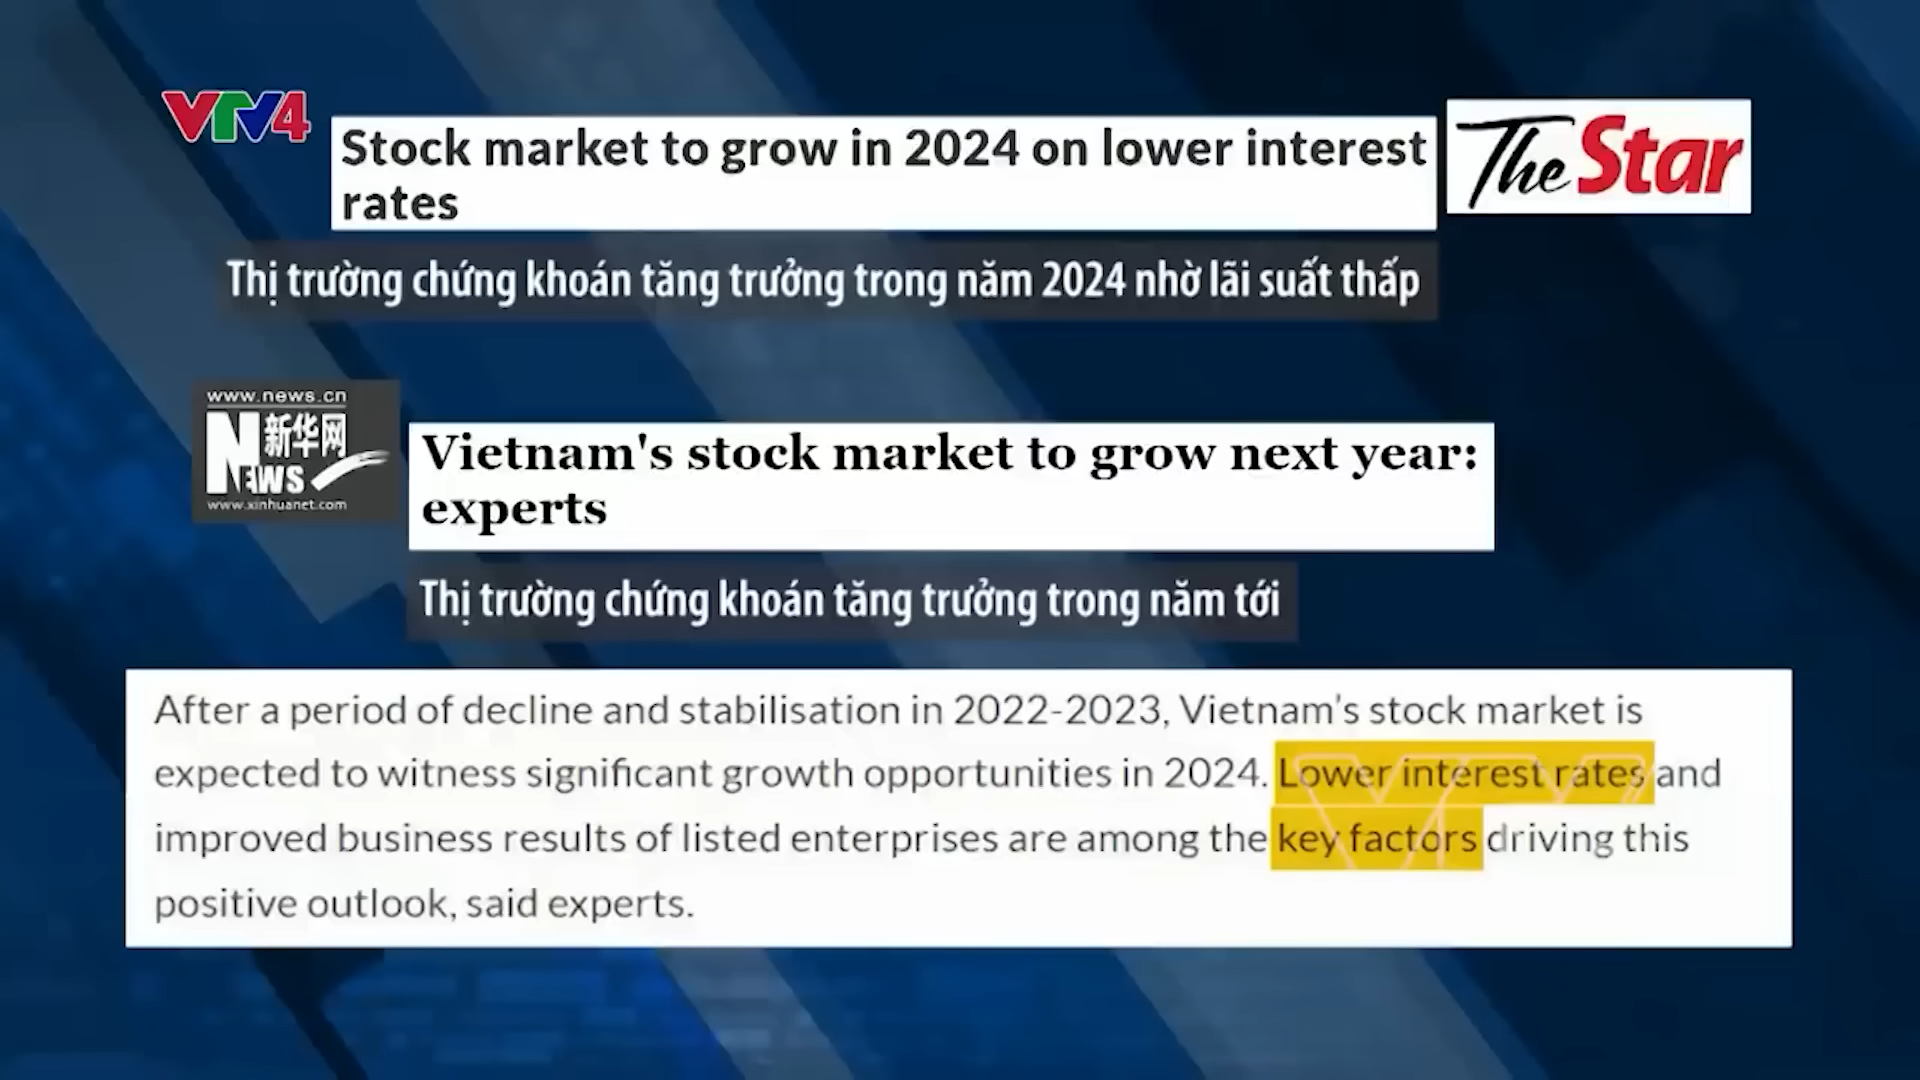 VTV4
Stock market to grow in 2024 on lower interest
rates
The Star
Thị trường chứng khoán tăng trưởng trong năm 2024 nhờ lãi suất thấp
www.news.cn
新华网
NEWS
www.xinhuanet.com
Vietnam's stock market to grow next year:
experts
Thị trường chứng khoán tăng trưởng trong năm tới
After a period of decline and stabilisation in 2022-2023, Vietnam's stock market is
expected to witness significant growth opportunities in 2024. Lower interest rates and
improved business results of listed enterprises are among the key factors driving this
positive outlook, said experts.